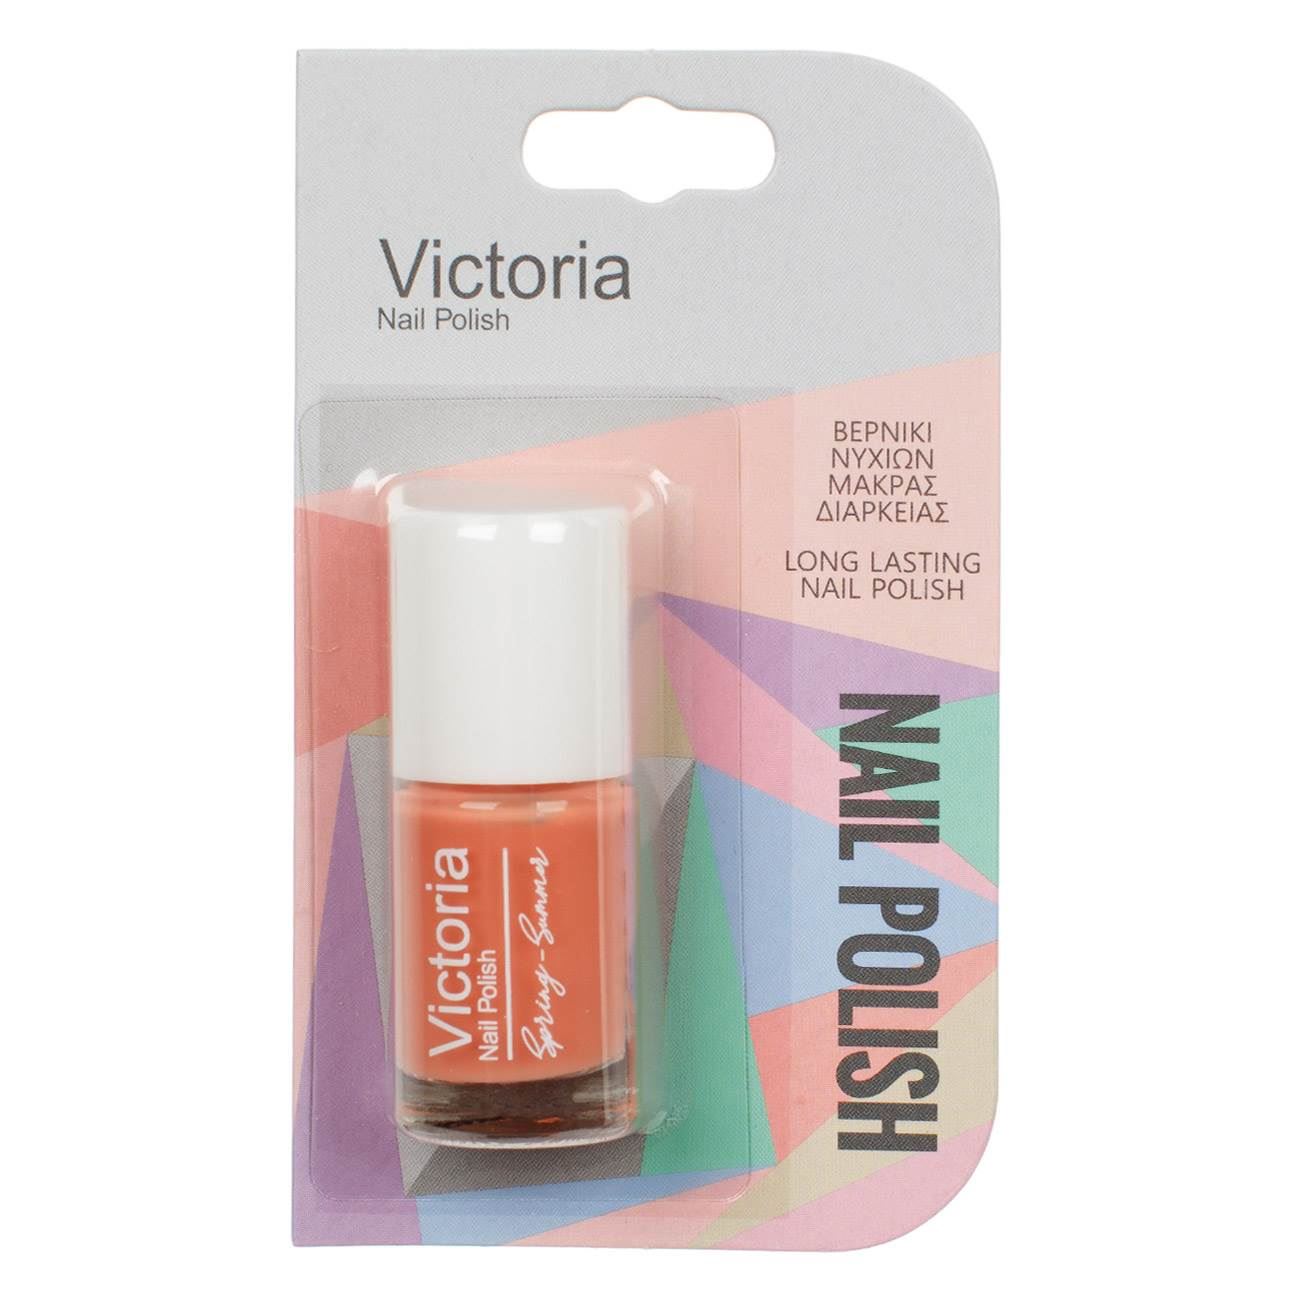 Victoria
Nail Polish
ΒΕΡΝΙΚΙ
ΝΥΧΙΩΝ
ΜΑΚΡΑΣ
ΔΙΑΡΚΕΙΑΣ
LONG LASTING
NAIL POLISH
NAIL POLISH
Victoria
Nail Polish
Spring-Summer